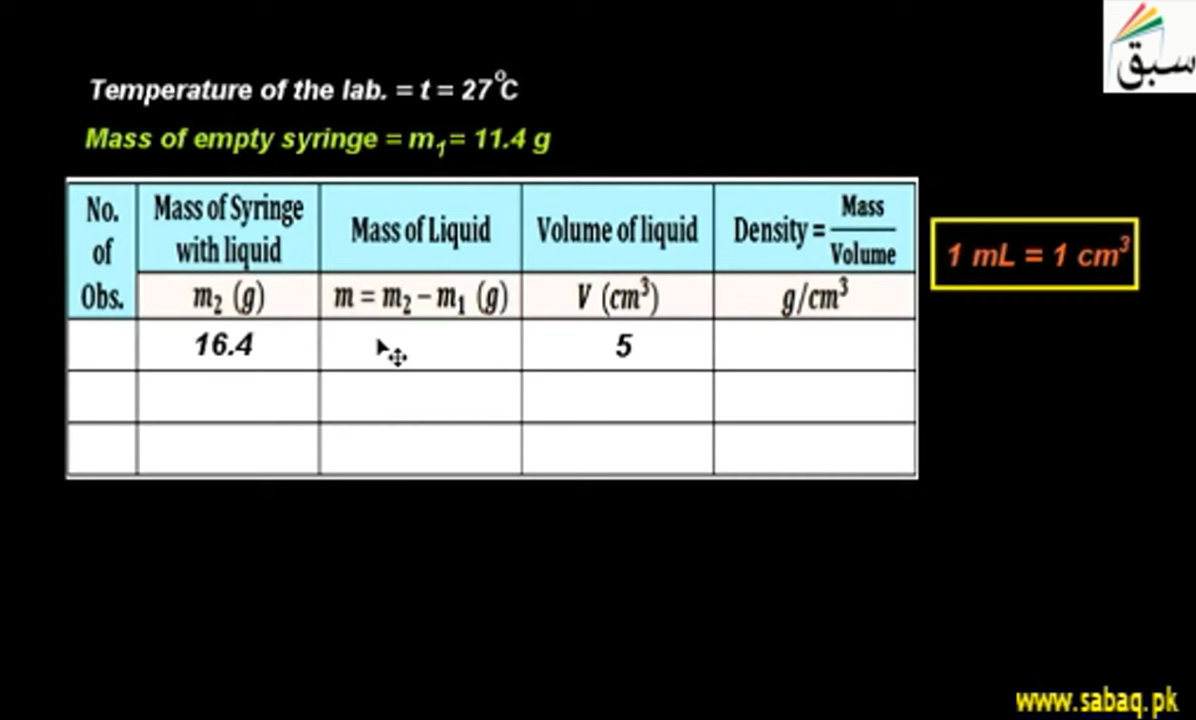 سبق
Temperature of the lab. = t = 27°C
Mass of empty syringe = m₁= 11.4 g
No. of Obs.
Mass of Syringe with liquid
Mass of Liquid
Volume of liquid
Density = Mass / Volume
1 mL = 1 cm³
m₂ (g)
m = m₂ – m₁ (g)
V (cm³)
g/cm³
16.4
5
www.sabaq.pk